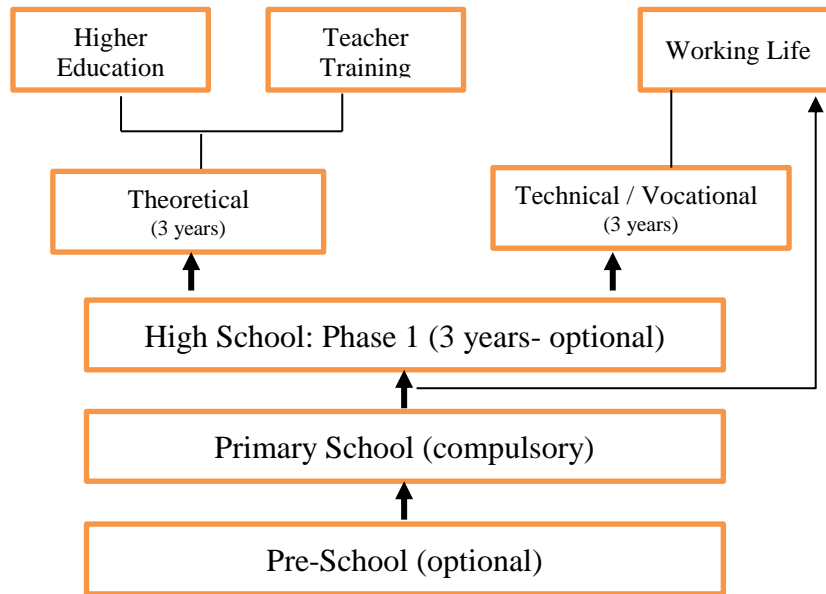 Higher
Education
Teacher
Training
Working Life
Theoretical
(3 years)
Technical / Vocational
(3 years)
High School: Phase 1 (3 years- optional)
Primary School (compulsory)
Pre-School (optional)